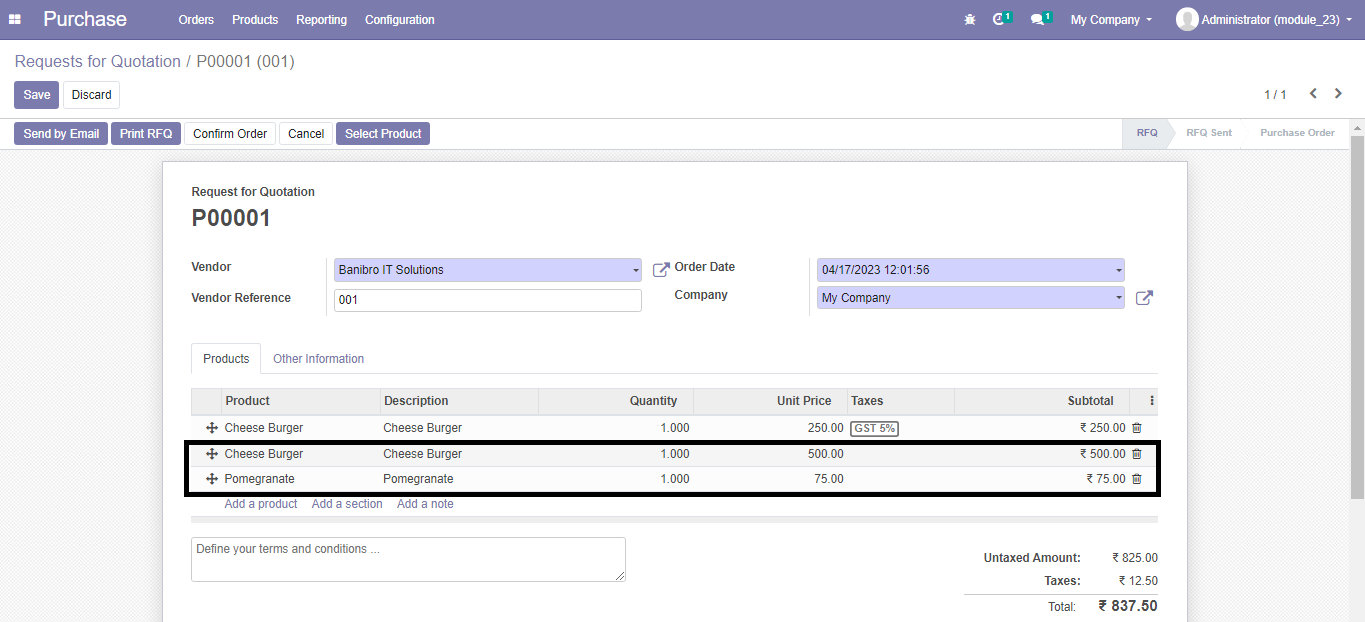 Purchase Orders Products Reporting Configuration 1 1 My Company Administrator (module_23)
Requests for Quotation / P00001 (001)
Save Discard 1 / 1
Send by Email Print RFQ Confirm Order Cancel Select Product RFQ RFQ Sent Purchase Order
Request for Quotation
P00001
Vendor Banibro IT Solutions Order Date 04/17/2023 12:01:56
Vendor Reference 001 Company My Company
Products Other Information
Product Description Quantity Unit Price Taxes Subtotal
Cheese Burger Cheese Burger 1.000 250.00 GST 5% ₹ 250.00
Cheese Burger Cheese Burger 1.000 500.00 ₹ 500.00
Pomegranate Pomegranate 1.000 75.00 ₹ 75.00
Add a product Add a section Add a note
Define your terms and conditions ...
Untaxed Amount: ₹ 825.00
Taxes: ₹ 12.50
Total: ₹ 837.50